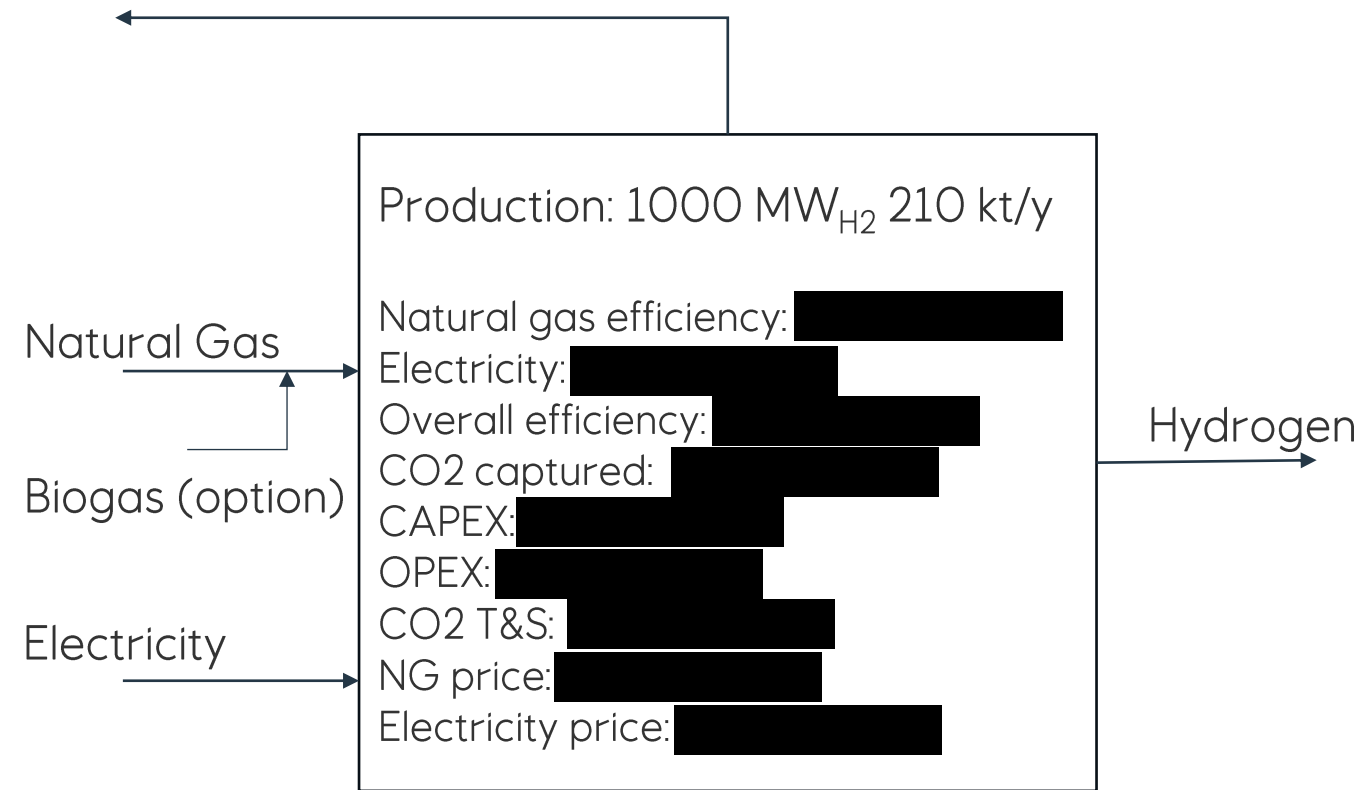 Production: 1000 MWH2 210 kt/y
Natural gas efficiency:
Natural Gas
Electricity:
Overall efficiency:
Hydrogen
CO2 captured:
Biogas (option)
CAPEX:
OPEX:
CO2 T&S:
Electricity
NG price:
Electricity price: